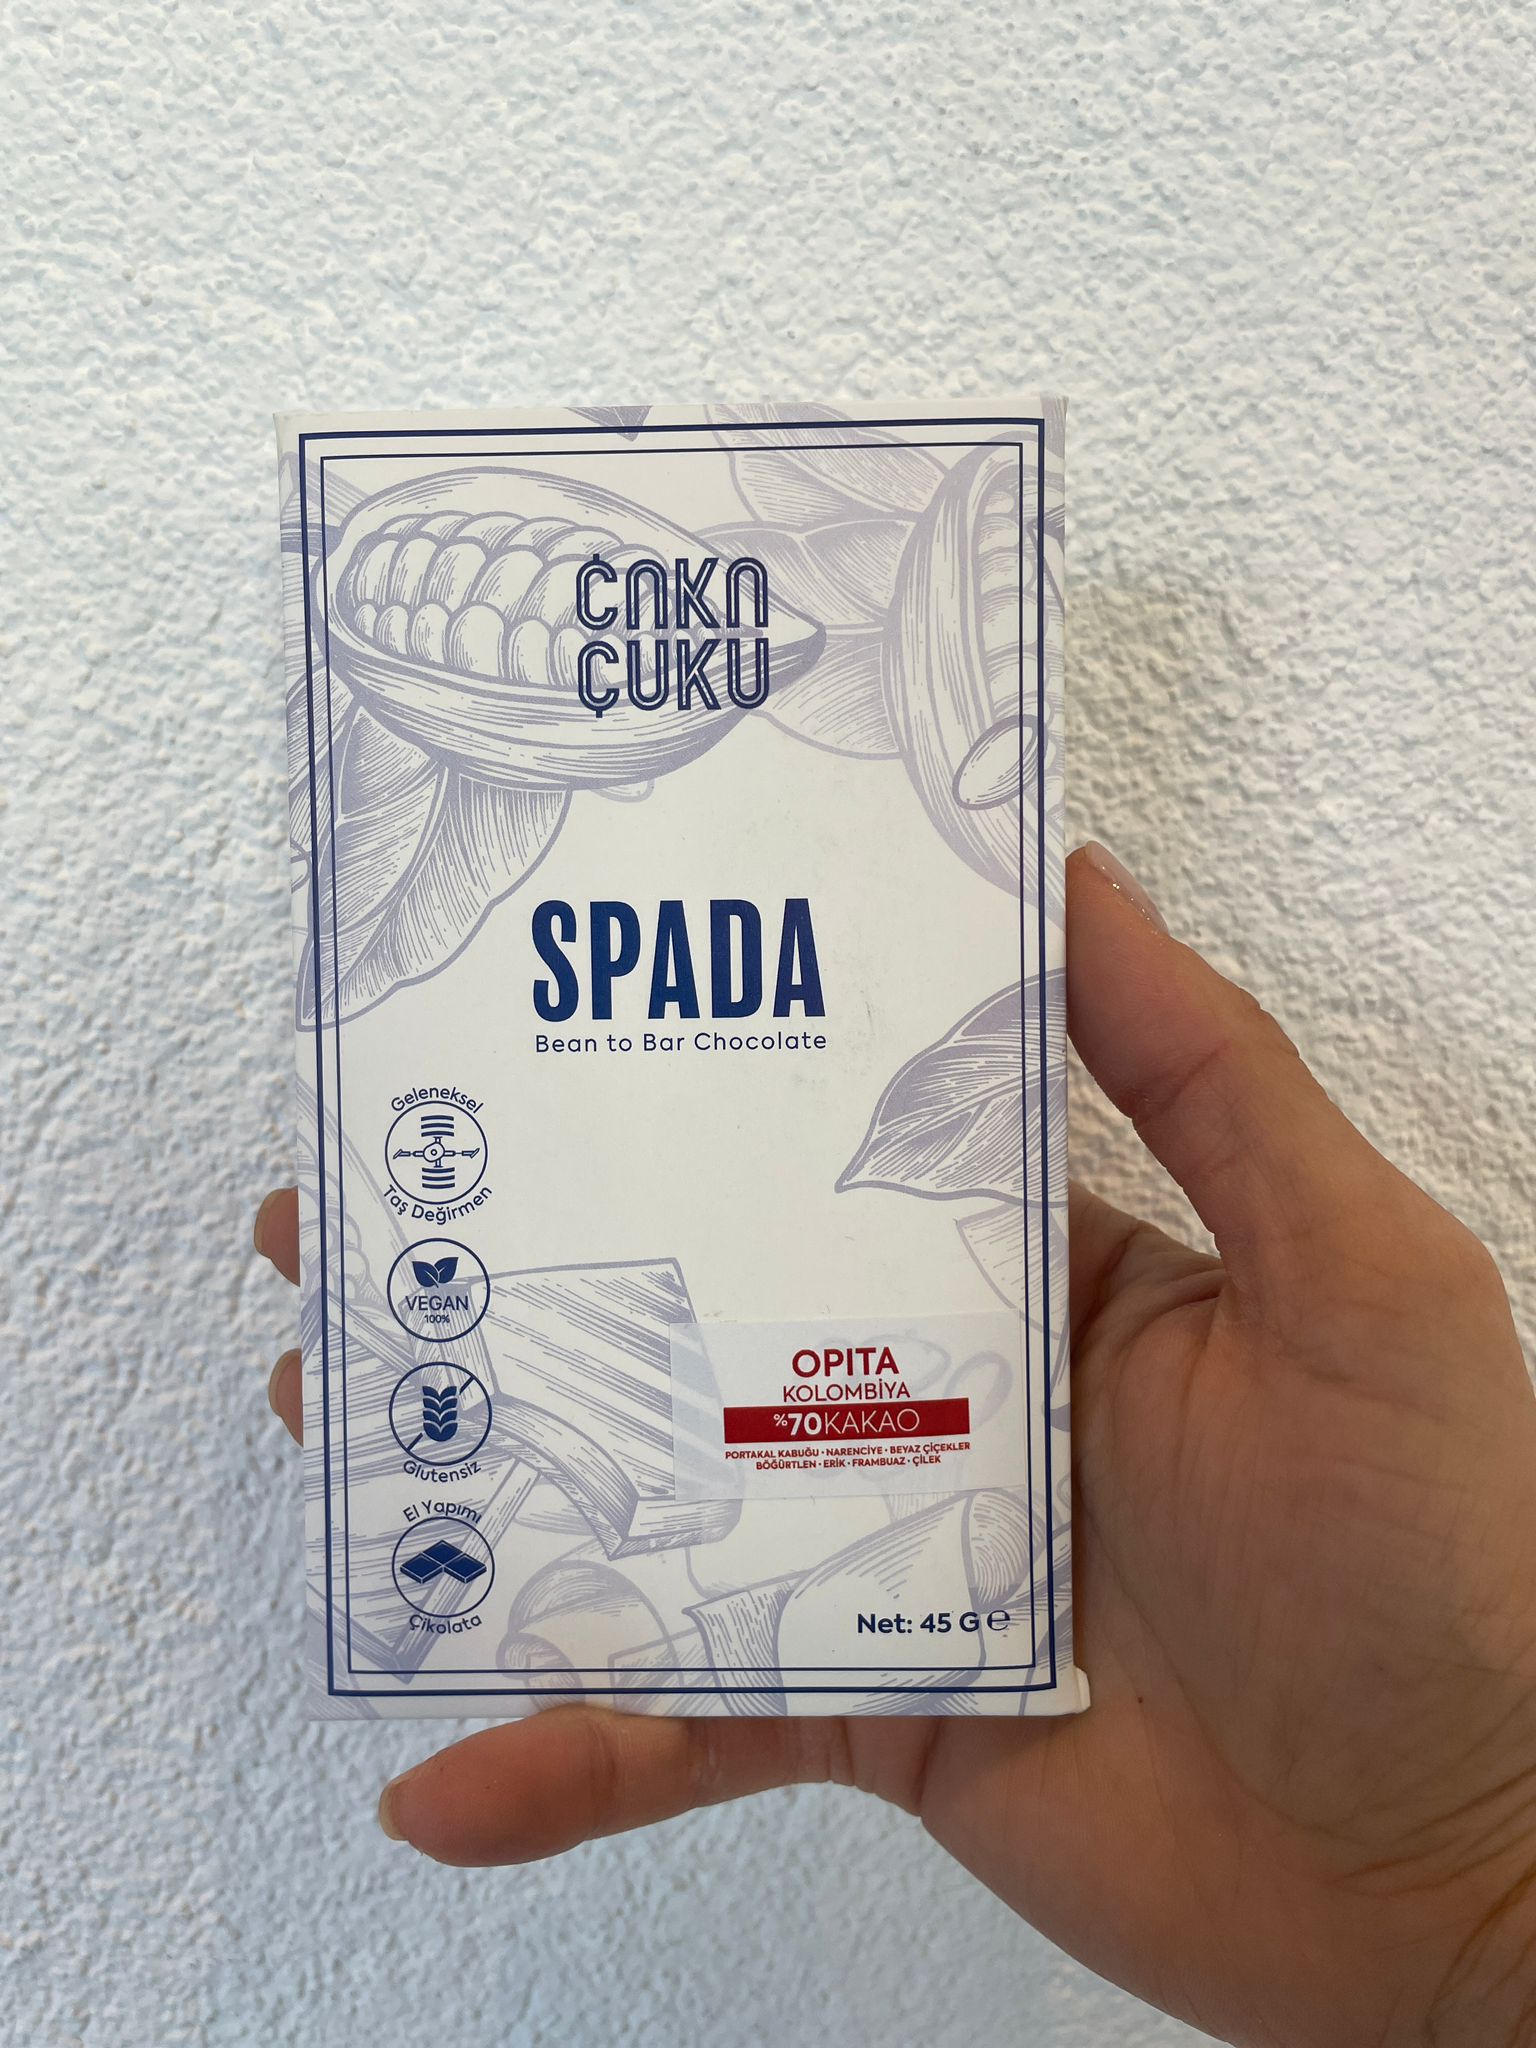 ÇAKA
ÇUKU
SPADA
Bean to Bar Chocolate
Geleneksel
Taş Değirmen
VEGAN
100%
Glutensiz
El Yapımı
Çikolata
OPITA
KOLOMBİYA
%70KAKAO
PORTAKAL KABUĞU • NARENCİYE • BEYAZ ÇİÇEKLER
BÖĞÜRTLEN • ERİK • FRAMBUAZ • ÇİLEK
Net: 45 G ℮